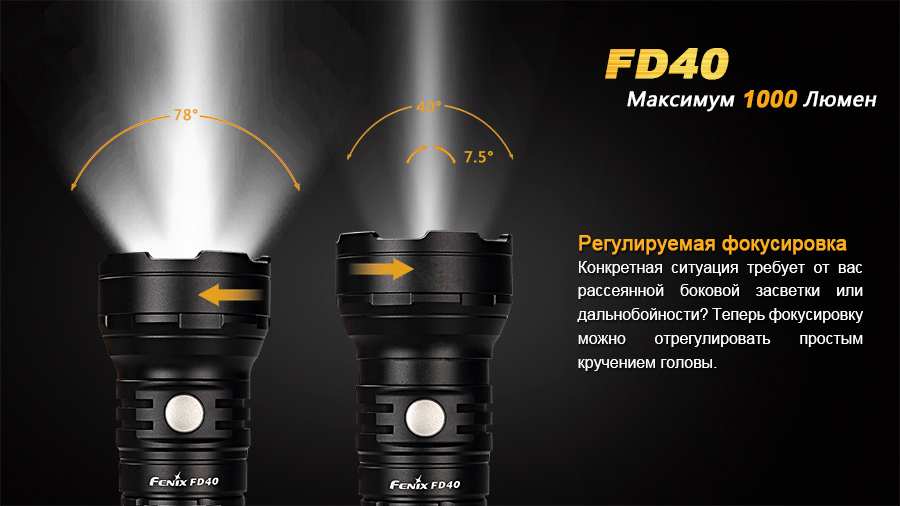 FD40
Максимум 1000 Люмен
78°
40°
7.5°
Регулируемая фокусировка
Конкретная ситуация требует от вас
рассеянной боковой засветки или
дальнобойности? Теперь фокусировку
можно отрегулировать простым
кручением головы.
FENIX FD40
FENIX FD40